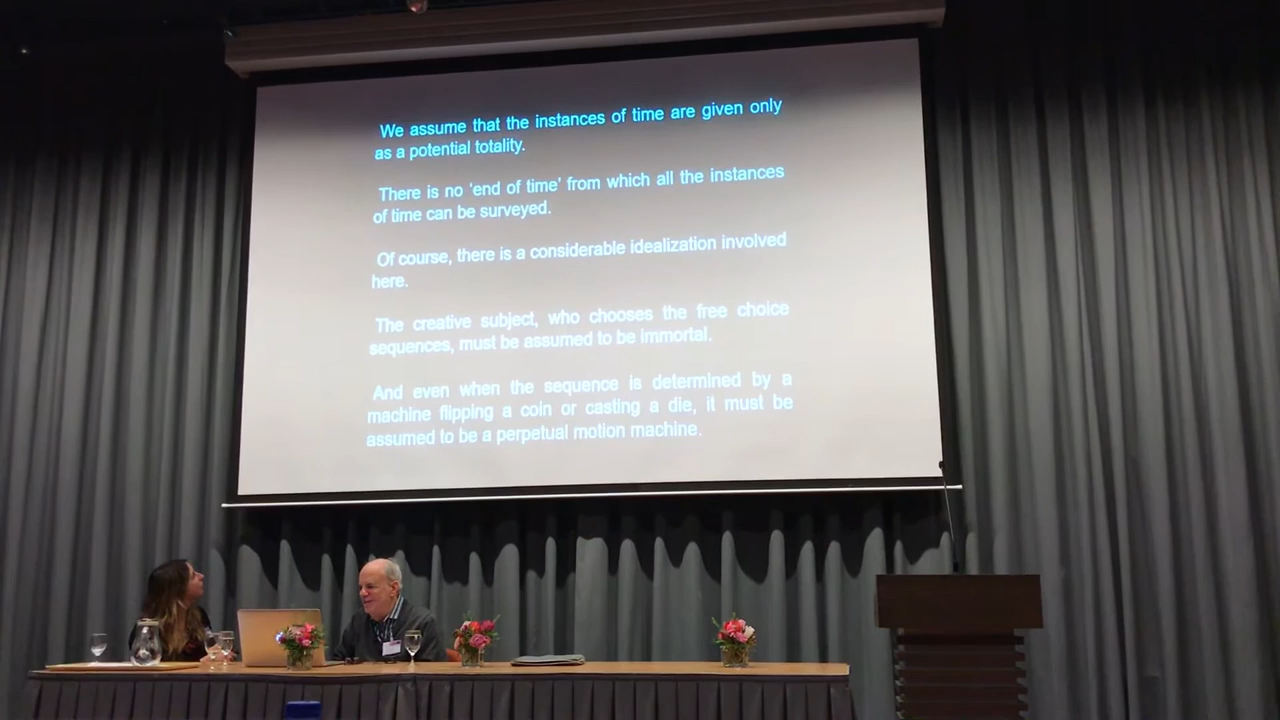 We assume that the instances of time are given only
as a potential totality.
There is no 'end of time' from which all the instances
of time can be surveyed.
Of course, there is a considerable idealization involved
here.
The creative subject, who chooses the free choice
sequences, must be assumed to be immortal.
And even when the sequence is determined by a
machine flipping a coin or casting a die, it must be
assumed to be a perpetual motion machine.